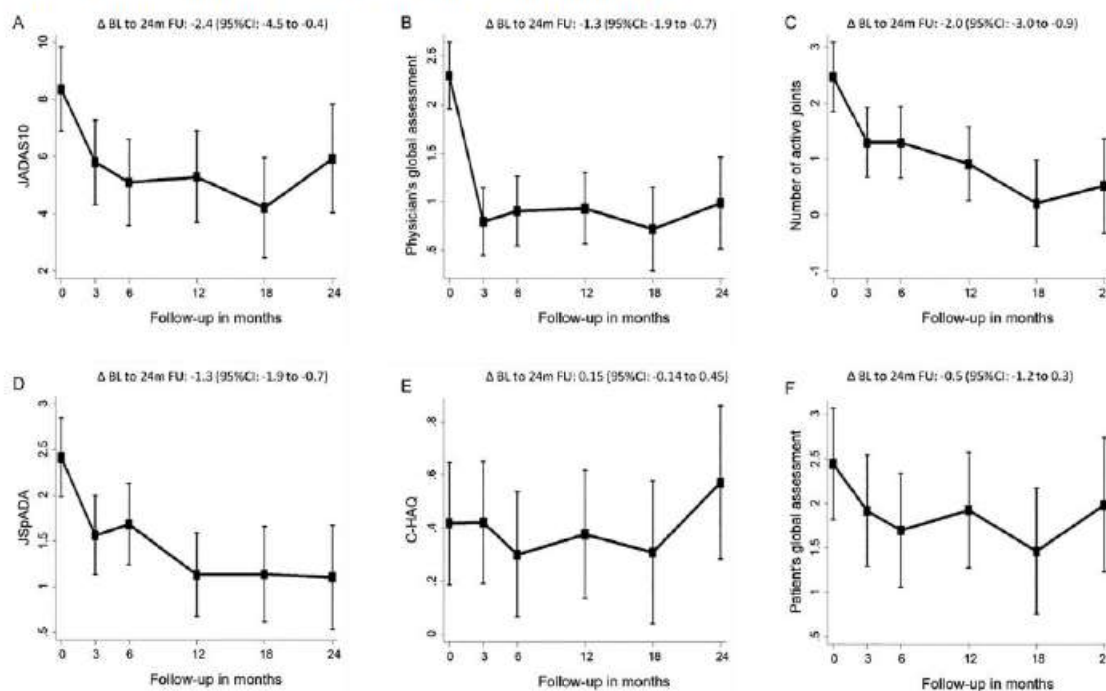 A
Δ BL to 24m FU: -2.4 (95%CI: -4.5 to -0.4)
JADAS10
10
8
6
4
2
0 3 6 12 18 24
Follow-up in months
B
Δ BL to 24m FU: -1.3 (95%CI: -1.9 to -0.7)
Physician's global assessment
2.5
2
1.5
1
.5
0 3 6 12 18 24
Follow-up in months
C
Δ BL to 24m FU: -2.0 (95%CI: -3.0 to -0.9)
Number of active joints
3
2
1
0
-1
0 3 6 12 18 2
Follow-up in months
D
Δ BL to 24m FU: -1.3 (95%CI: -1.9 to -0.7)
JSpADA
3
2.5
2
1.5
1
.5
0 3 6 12 18 24
Follow-up in months
E
Δ BL to 24m FU: 0.15 (95%CI: -0.14 to 0.45)
C-HAQ
.8
.6
.4
.2
0
0 3 6 12 18 24
Follow-up in months
F
Δ BL to 24m FU: -0.5 (95%CI: -1.2 to 0.3)
Patient's global assessment
3
2.5
2
1.5
1
.5
0 3 6 12 18 2
Follow-up in months